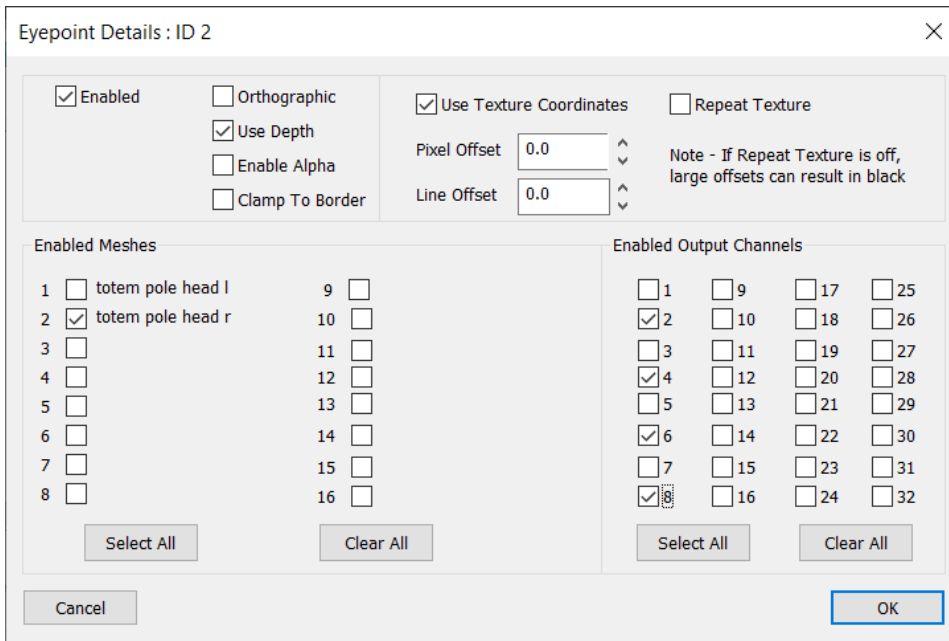 Eyepoint Details : ID 2
Enabled
Orthographic
Use Depth
Enable Alpha
Clamp To Border
Use Texture Coordinates
Repeat Texture
Pixel Offset 0.0
Line Offset 0.0
Note - If Repeat Texture is off,
large offsets can result in black
Enabled Meshes
1 totem pole head l
2 totem pole head r
3
4
5
6
7
8
9
10
11
12
13
14
15
16
Select All
Clear All
Enabled Output Channels
1
2
3
4
5
6
7
8
9
10
11
12
13
14
15
16
17
18
19
20
21
22
23
24
25
26
27
28
29
30
31
32
Select All
Clear All
Cancel
OK